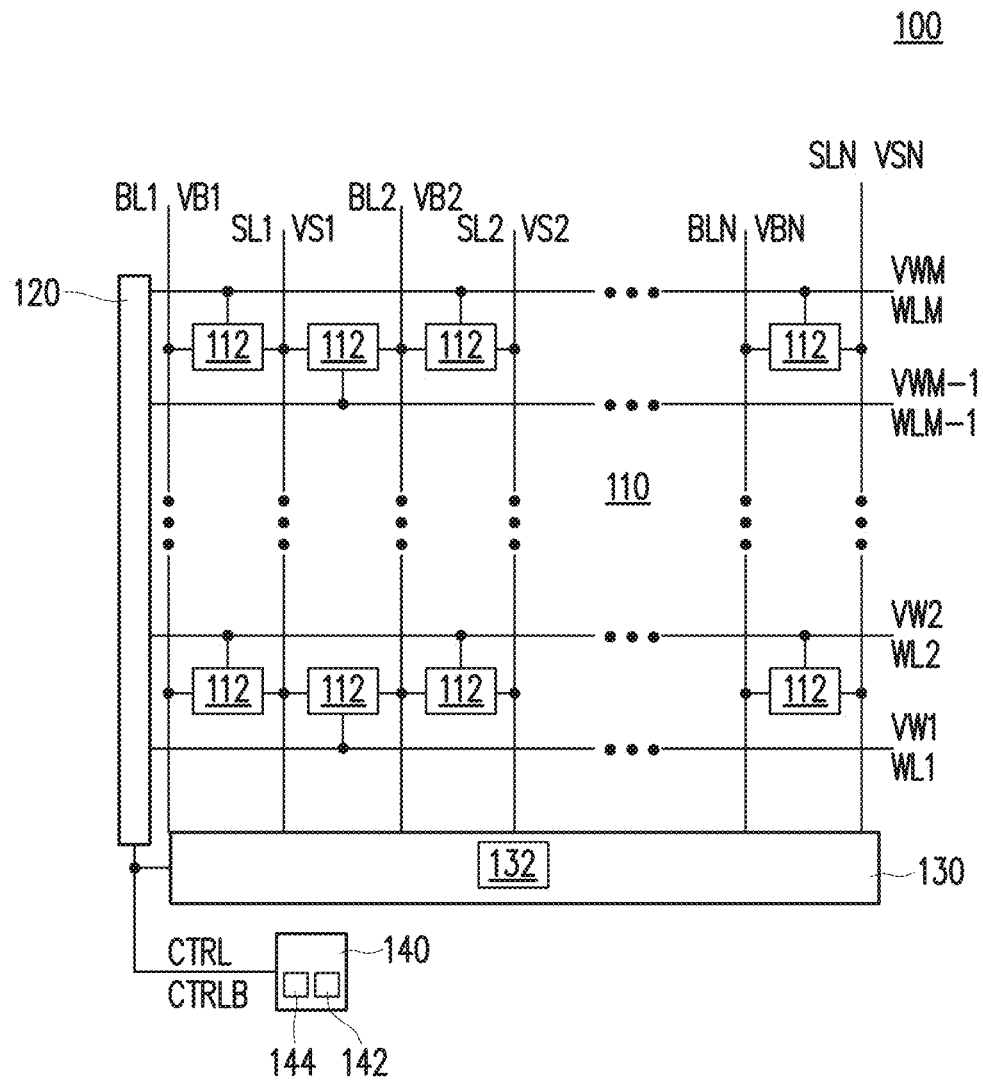 100
SLN VSN
BL1 VB1
BL2 VB2
SL1 VS1
SL2 VS2
BLN VBN
120
VWM
WLM
112 112 112 112
VWM-1
WLM-1
110
VW2
WL2
112 112 112 112
VW1
WL1
132
130
CTRL
140
CTRLB
144 142